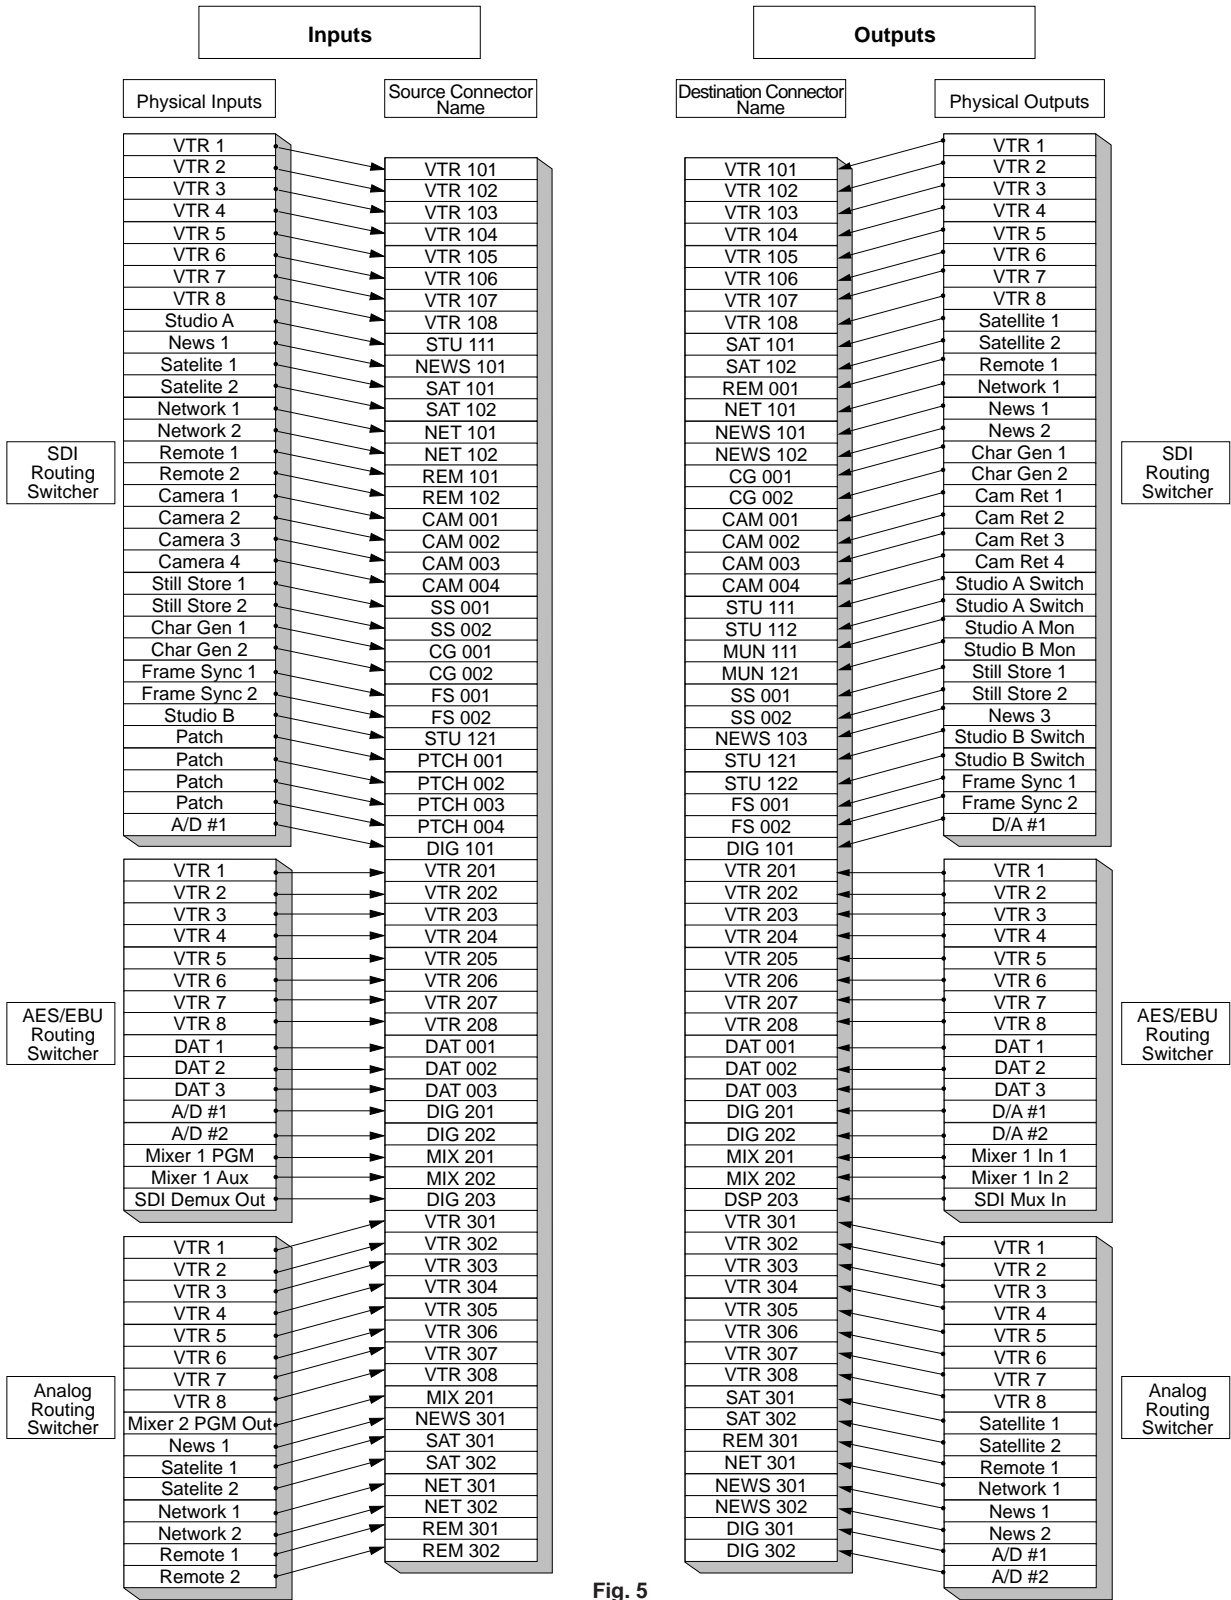 Inputs
Outputs
Physical Inputs
Source Connector
Name
Destination Connector
Name
Physical Outputs
SDI
Routing
Switcher
VTR 1
VTR 2
VTR 3
VTR 4
VTR 5
VTR 6
VTR 7
VTR 8
Studio A
News 1
Satelite 1
Satelite 2
Network 1
Network 2
Remote 1
Remote 2
Camera 1
Camera 2
Camera 3
Camera 4
Still Store 1
Still Store 2
Char Gen 1
Char Gen 2
Frame Sync 1
Frame Sync 2
Studio B
Patch
Patch
Patch
Patch
A/D #1
AES/EBU
Routing
Switcher
VTR 1
VTR 2
VTR 3
VTR 4
VTR 5
VTR 6
VTR 7
VTR 8
DAT 1
DAT 2
DAT 3
A/D #1
A/D #2
Mixer 1 PGM
Mixer 1 Aux
SDI Demux Out
Analog
Routing
Switcher
VTR 1
VTR 2
VTR 3
VTR 4
VTR 5
VTR 6
VTR 7
VTR 8
Mixer 2 PGM Out
News 1
Satelite 1
Satelite 2
Network 1
Network 2
Remote 1
Remote 2
VTR 101
VTR 102
VTR 103
VTR 104
VTR 105
VTR 106
VTR 107
VTR 108
STU 111
NEWS 101
SAT 101
SAT 102
NET 101
NET 102
REM 101
REM 102
CAM 001
CAM 002
CAM 003
CAM 004
SS 001
SS 002
CG 001
CG 002
FS 001
FS 002
STU 121
PTCH 001
PTCH 002
PTCH 003
PTCH 004
DIG 101
VTR 201
VTR 202
VTR 203
VTR 204
VTR 205
VTR 206
VTR 207
VTR 208
DAT 001
DAT 002
DAT 003
DIG 201
DIG 202
MIX 201
MIX 202
DIG 203
VTR 301
VTR 302
VTR 303
VTR 304
VTR 305
VTR 306
VTR 307
VTR 308
MIX 201
NEWS 301
SAT 301
SAT 302
NET 301
NET 302
REM 301
REM 302
VTR 101
VTR 102
VTR 103
VTR 104
VTR 105
VTR 106
VTR 107
VTR 108
SAT 101
SAT 102
REM 001
NET 101
NEWS 101
NEWS 102
CG 001
CG 002
CAM 001
CAM 002
CAM 003
CAM 004
STU 111
STU 112
MUN 111
MUN 121
SS 001
SS 002
NEWS 103
STU 121
STU 122
FS 001
FS 002
DIG 101
VTR 201
VTR 202
VTR 203
VTR 204
VTR 205
VTR 206
VTR 207
VTR 208
DAT 001
DAT 002
DAT 003
DIG 201
DIG 202
MIX 201
MIX 202
DSP 203
VTR 301
VTR 302
VTR 303
VTR 304
VTR 305
VTR 306
VTR 307
VTR 308
SAT 301
SAT 302
REM 301
NET 301
NEWS 301
NEWS 302
DIG 301
DIG 302
VTR 1
VTR 2
VTR 3
VTR 4
VTR 5
VTR 6
VTR 7
VTR 8
Satellite 1
Satellite 2
Remote 1
Network 1
News 1
News 2
Char Gen 1
Char Gen 2
Cam Ret 1
Cam Ret 2
Cam Ret 3
Cam Ret 4
Studio A Switch
Studio A Switch
Studio A Mon
Studio B Mon
Still Store 1
Still Store 2
News 3
Studio B Switch
Studio B Switch
Frame Sync 1
Frame Sync 2
D/A #1
SDI
Routing
Switcher
VTR 1
VTR 2
VTR 3
VTR 4
VTR 5
VTR 6
VTR 7
VTR 8
DAT 1
DAT 2
DAT 3
D/A #1
D/A #2
Mixer 1 In 1
Mixer 1 In 2
SDI Mux In
AES/EBU
Routing
Switcher
VTR 1
VTR 2
VTR 3
VTR 4
VTR 5
VTR 6
VTR 7
VTR 8
Satellite 1
Satellite 2
Remote 1
Network 1
News 1
News 2
A/D #1
A/D #2
Analog
Routing
Switcher
Fig. 5